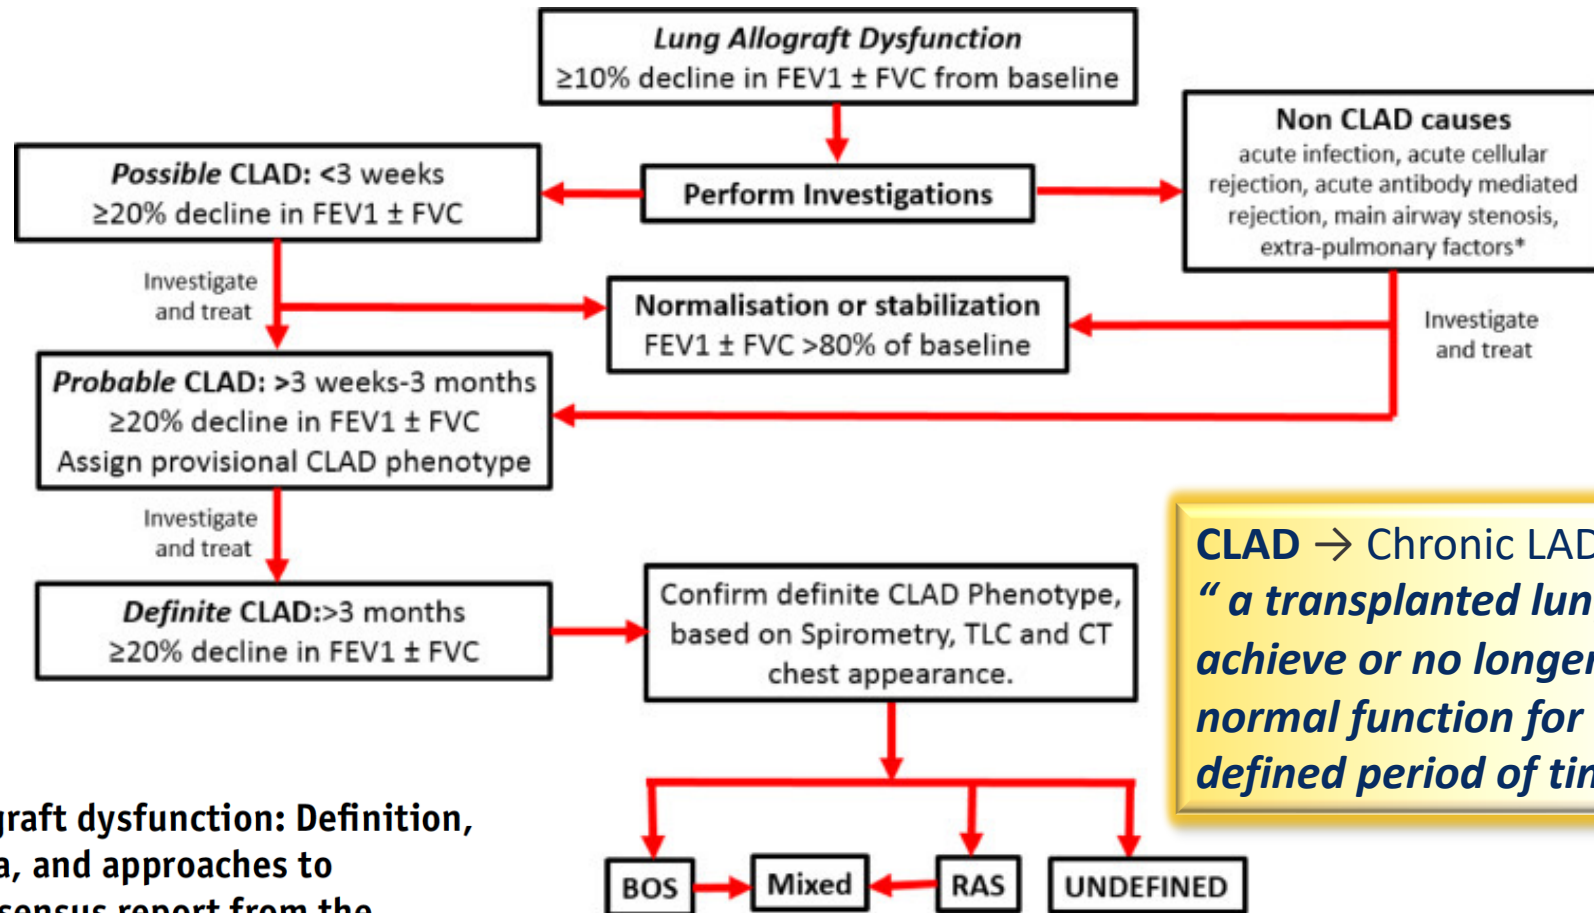 Lung Allograft Dysfunction
≥10% decline in FEV1 ± FVC from baseline
Non CLAD causes
acute infection, acute cellular
rejection, acute antibody mediated
rejection, main airway stenosis,
extra-pulmonary factors*
Possible CLAD: <3 weeks
≥20% decline in FEV1 ± FVC
Perform Investigations
Investigate
and treat
Normalisation or stabilization
FEV1 ± FVC >80% of baseline
Investigate
and treat
Probable CLAD: >3 weeks-3 months
≥20% decline in FEV1 ± FVC
Assign provisional CLAD phenotype
Investigate
and treat
Definite CLAD:>3 months
≥20% decline in FEV1 ± FVC
Confirm definite CLAD Phenotype,
based on Spirometry, TLC and CT
chest appearance.
CLAD → Chronic LAD
“ a transplanted
achieve or no longer
normal function for
defined period of
graft dysfunction: Definition,
and approaches to
report from the
BOS
Mixed
RAS
UNDEFINED